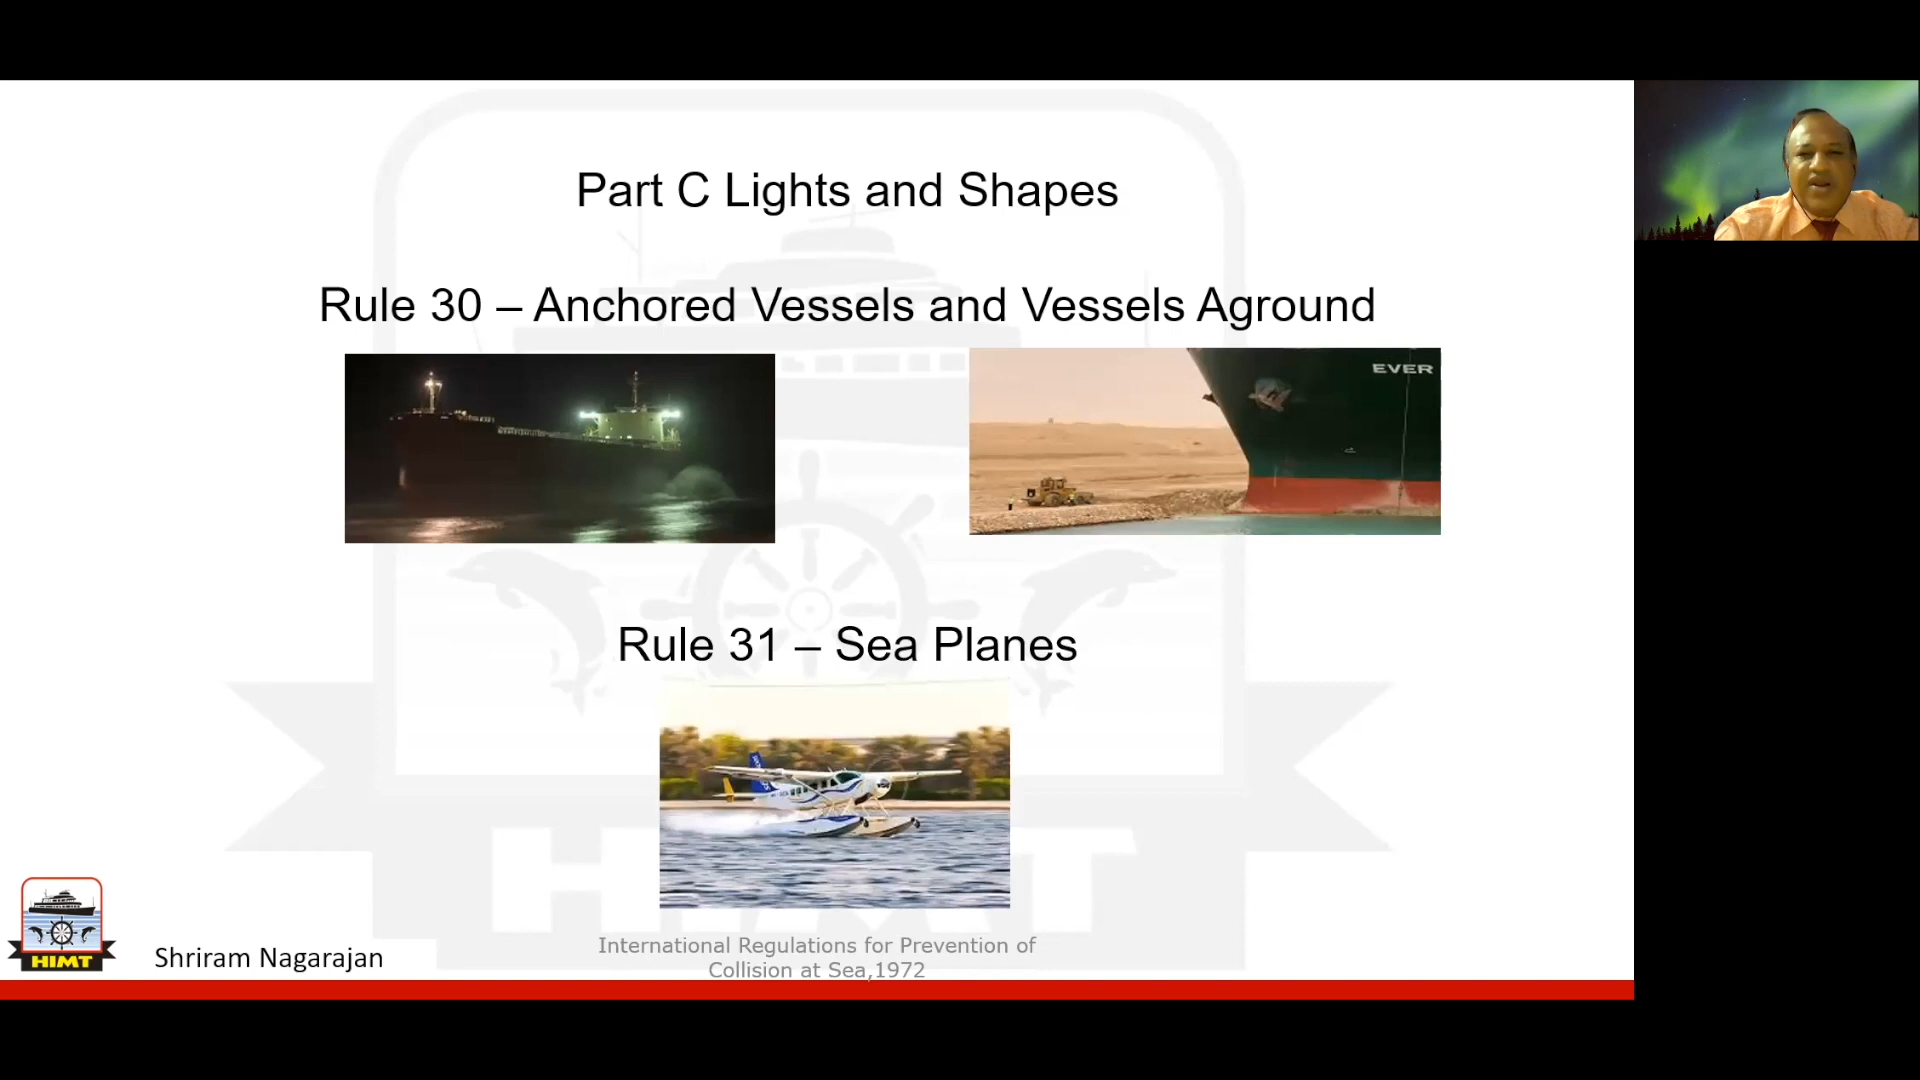 Part C Lights and Shapes
Rule 30 – Anchored Vessels and Vessels Aground
EVER
Rule 31 – Sea Planes
HIMT
HIMT
Shriram Nagarajan
International Regulations for Prevention of
Collision at Sea,1972